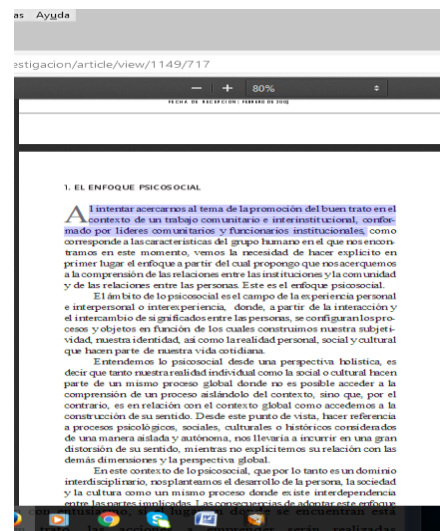 as Ayuda
estigacion/article/view/1149/717
— + 80%
FECHA DE RECEPCIÓN: FEBRERO DE 2002
1. EL ENFOQUE PSICOSOCIAL
Al intentar acercarnos al tema de la promoción del buen trato en el
contexto de un trabajo comunitario e interinstitucional, confor-
mado por líderes comunitarios y funcionarios institucionales, como
corresponde a las características del grupo humano en el que nos encon-
tramos en este momento, vemos la necesidad de hacer explícito en
primer lugar el enfoque a partir del cual propongo que nos acerquemos
a la comprensión de las relaciones entre las instituciones y la comunidad
y de las relaciones entre las personas. Este es el enfoque psicosocial.
El ámbito de lo psicosocial es el campo de la experiencia personal
e interpersonal o interexperiencia, donde, a partir de la interacción y
el intercambio de significados entre las personas, se configuran los pro-
cesos y objetos en función de los cuales construimos nuestra subjeti-
vidad, nuestra identidad, así como la realidad personal, social y cultural
que hacen parte de nuestra vida cotidiana.
Entendemos lo psicosocial desde una perspectiva holística, es
decir que tanto nuestra realidad individual como la social o cultural hacen
parte de un mismo proceso global donde no es posible acceder a la
comprensión de un proceso aislándolo del contexto, sino que, por el
contrario, es en relación con el contexto global como accedemos a la
construcción de su sentido. Desde este punto de vista, hacer referencia
a procesos psicológicos, sociales, culturales o históricos considerados
de una manera aislada y autónoma, nos llevaría a incurrir en una gran
distorsión de su sentido, mientras no explicitemos su relación con las
demás dimensiones y la perspectiva global.
En este contexto de lo psicosocial, que por lo tanto es un dominio
interdisciplinario, nos planteamos el desarrollo de la persona, la sociedad
y la cultura como un mismo proceso donde existe interdependencia
entre las partes implicadas. Las consecuencias de adoptar este enfoque